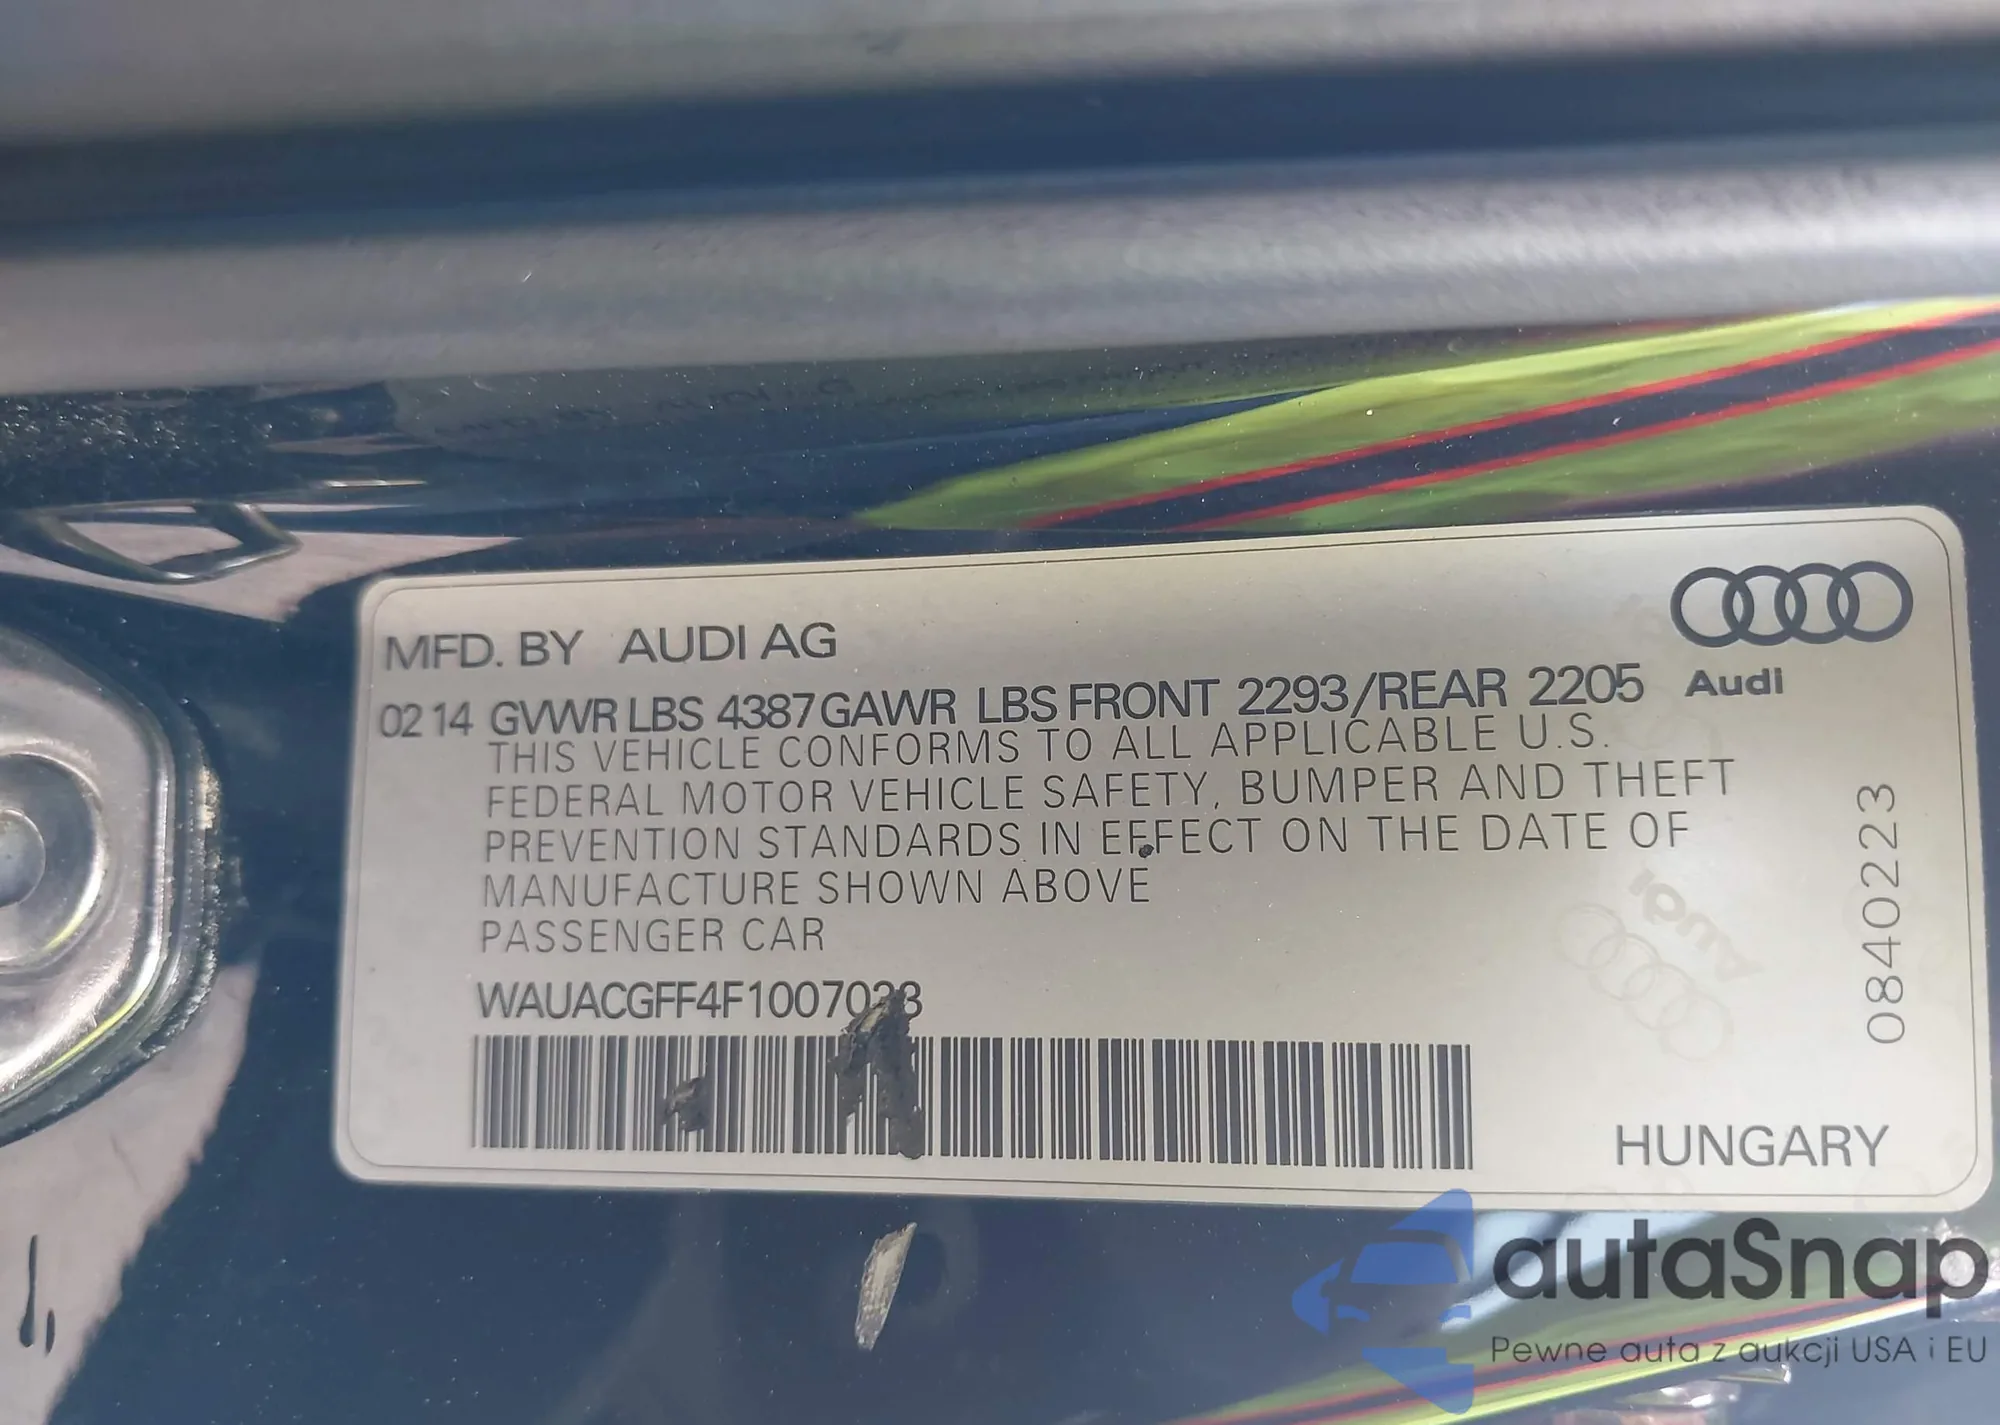 MFD. BY AUDI AG
Audi
02 14 GVWR LBS 4387 GAWR LBS FRONT 2293/REAR 2205
THIS VEHICLE CONFORMS TO ALL APPLICABLE U.S.
FEDERAL MOTOR VEHICLE SAFETY, BUMPER AND THEFT
PREVENTION STANDARDS IN EFFECT ON THE DATE OF
MANUFACTURE SHOWN ABOVE
PASSENGER CAR
0840223
Audi
HUNGARY
autaSnap
Pewne auta z aukcji USA i EU